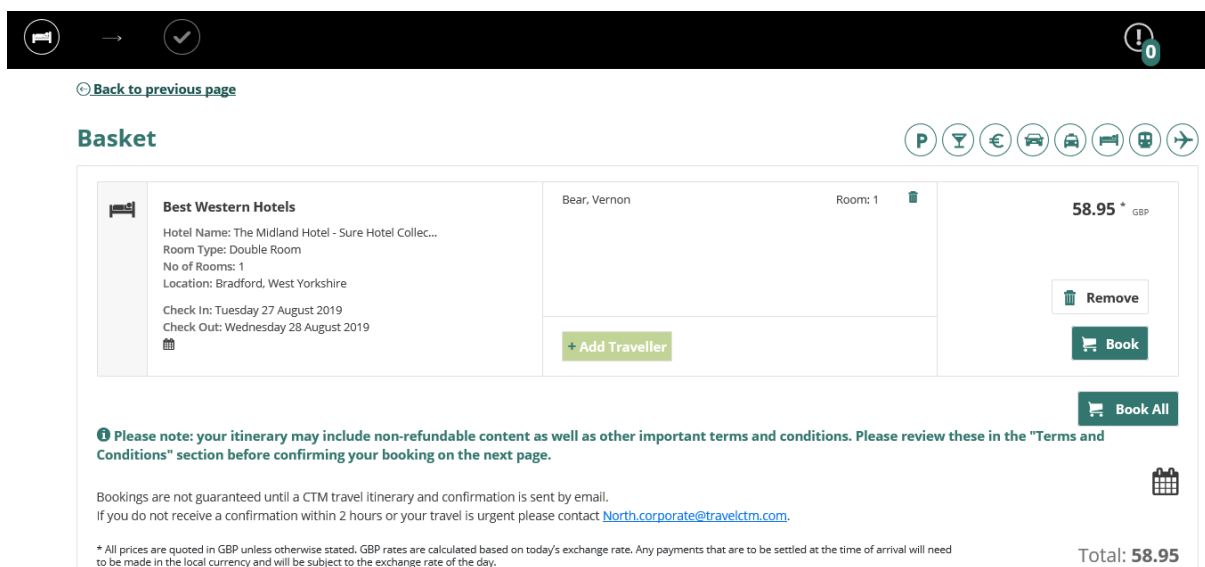 0
Back to previous page
Basket
P
€
Best Western Hotels
Hotel Name: The Midland Hotel - Sure Hotel Collec...
Room Type: Double Room
No of Rooms: 1
Location: Bradford, West Yorkshire
Check In: Tuesday 27 August 2019
Check Out: Wednesday 28 August 2019
Bear, Vernon Room: 1
+ Add Traveller
58.95 * GBP
Remove
Book
Book All
Please note: your itinerary may include non-refundable content as well as other important terms and conditions. Please review these in the "Terms and
Conditions" section before confirming your booking on the next page.
Bookings are not guaranteed until a CTM travel itinerary and confirmation is sent by email.
If you do not receive a confirmation within 2 hours or your travel is urgent please contact North.corporate@travelctm.com.
* All prices are quoted in GBP unless otherwise stated. GBP rates are calculated based on today's exchange rate. Any payments that are to be settled at the time of arrival will need
to be made in the local currency and will be subject to the exchange rate of the day.
Total: 58.95